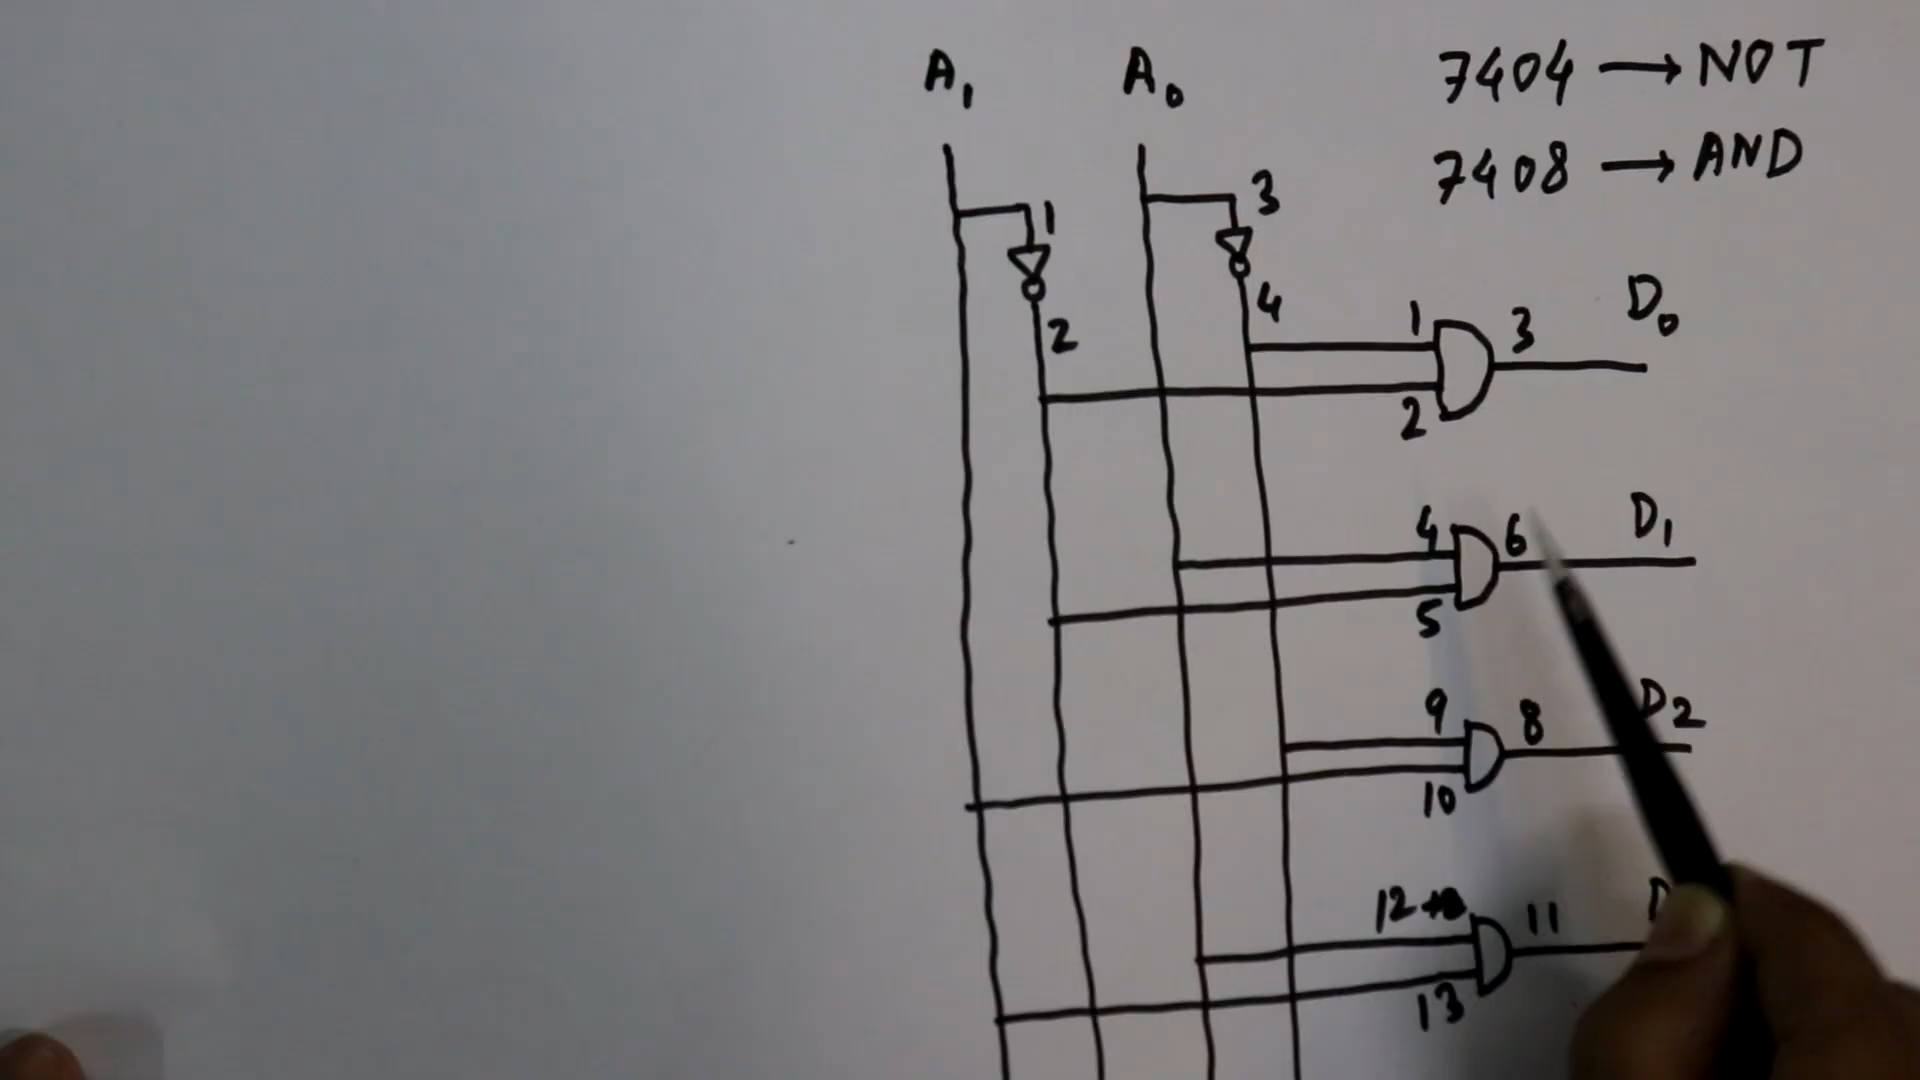 A1 A0 7404 → NOT
7408 → AND
1 3
2 4
1 3 D0
2
4 6 D1
5
9 8 D2
10
12 11 D
13